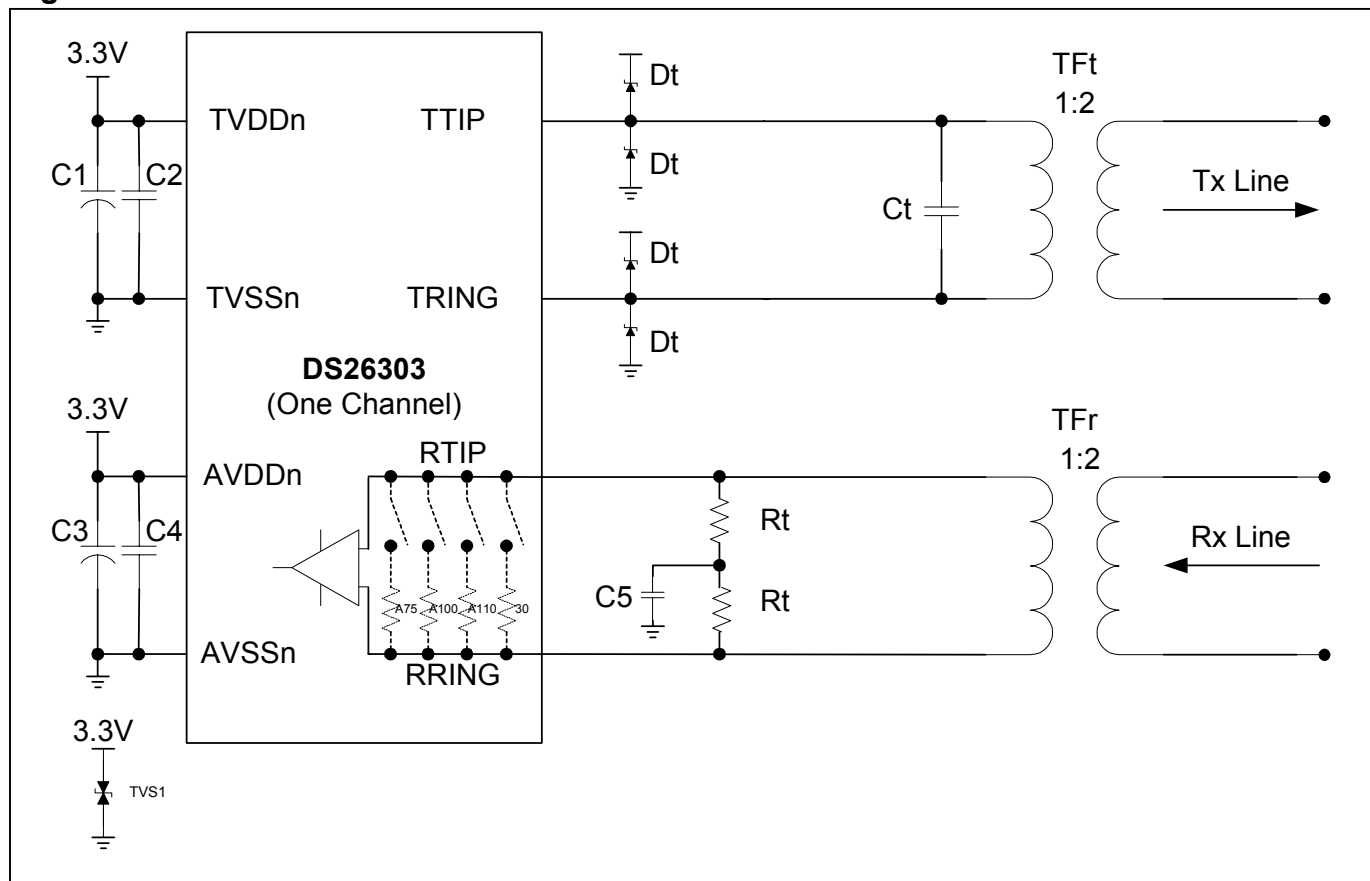 3.3V
TVDDn
TTIP
Dt
Dt
TFt
1:2
C1
C2
Ct
Tx Line
TVSSn
TRING
Dt
Dt
DS26303
(One Channel)
3.3V
AVDDn
RTIP
TFr
1:2
C3
C4
Rt
Rx Line
A75
A100
A110
30
C5
Rt
AVSSn
RRING
3.3V
TVS1